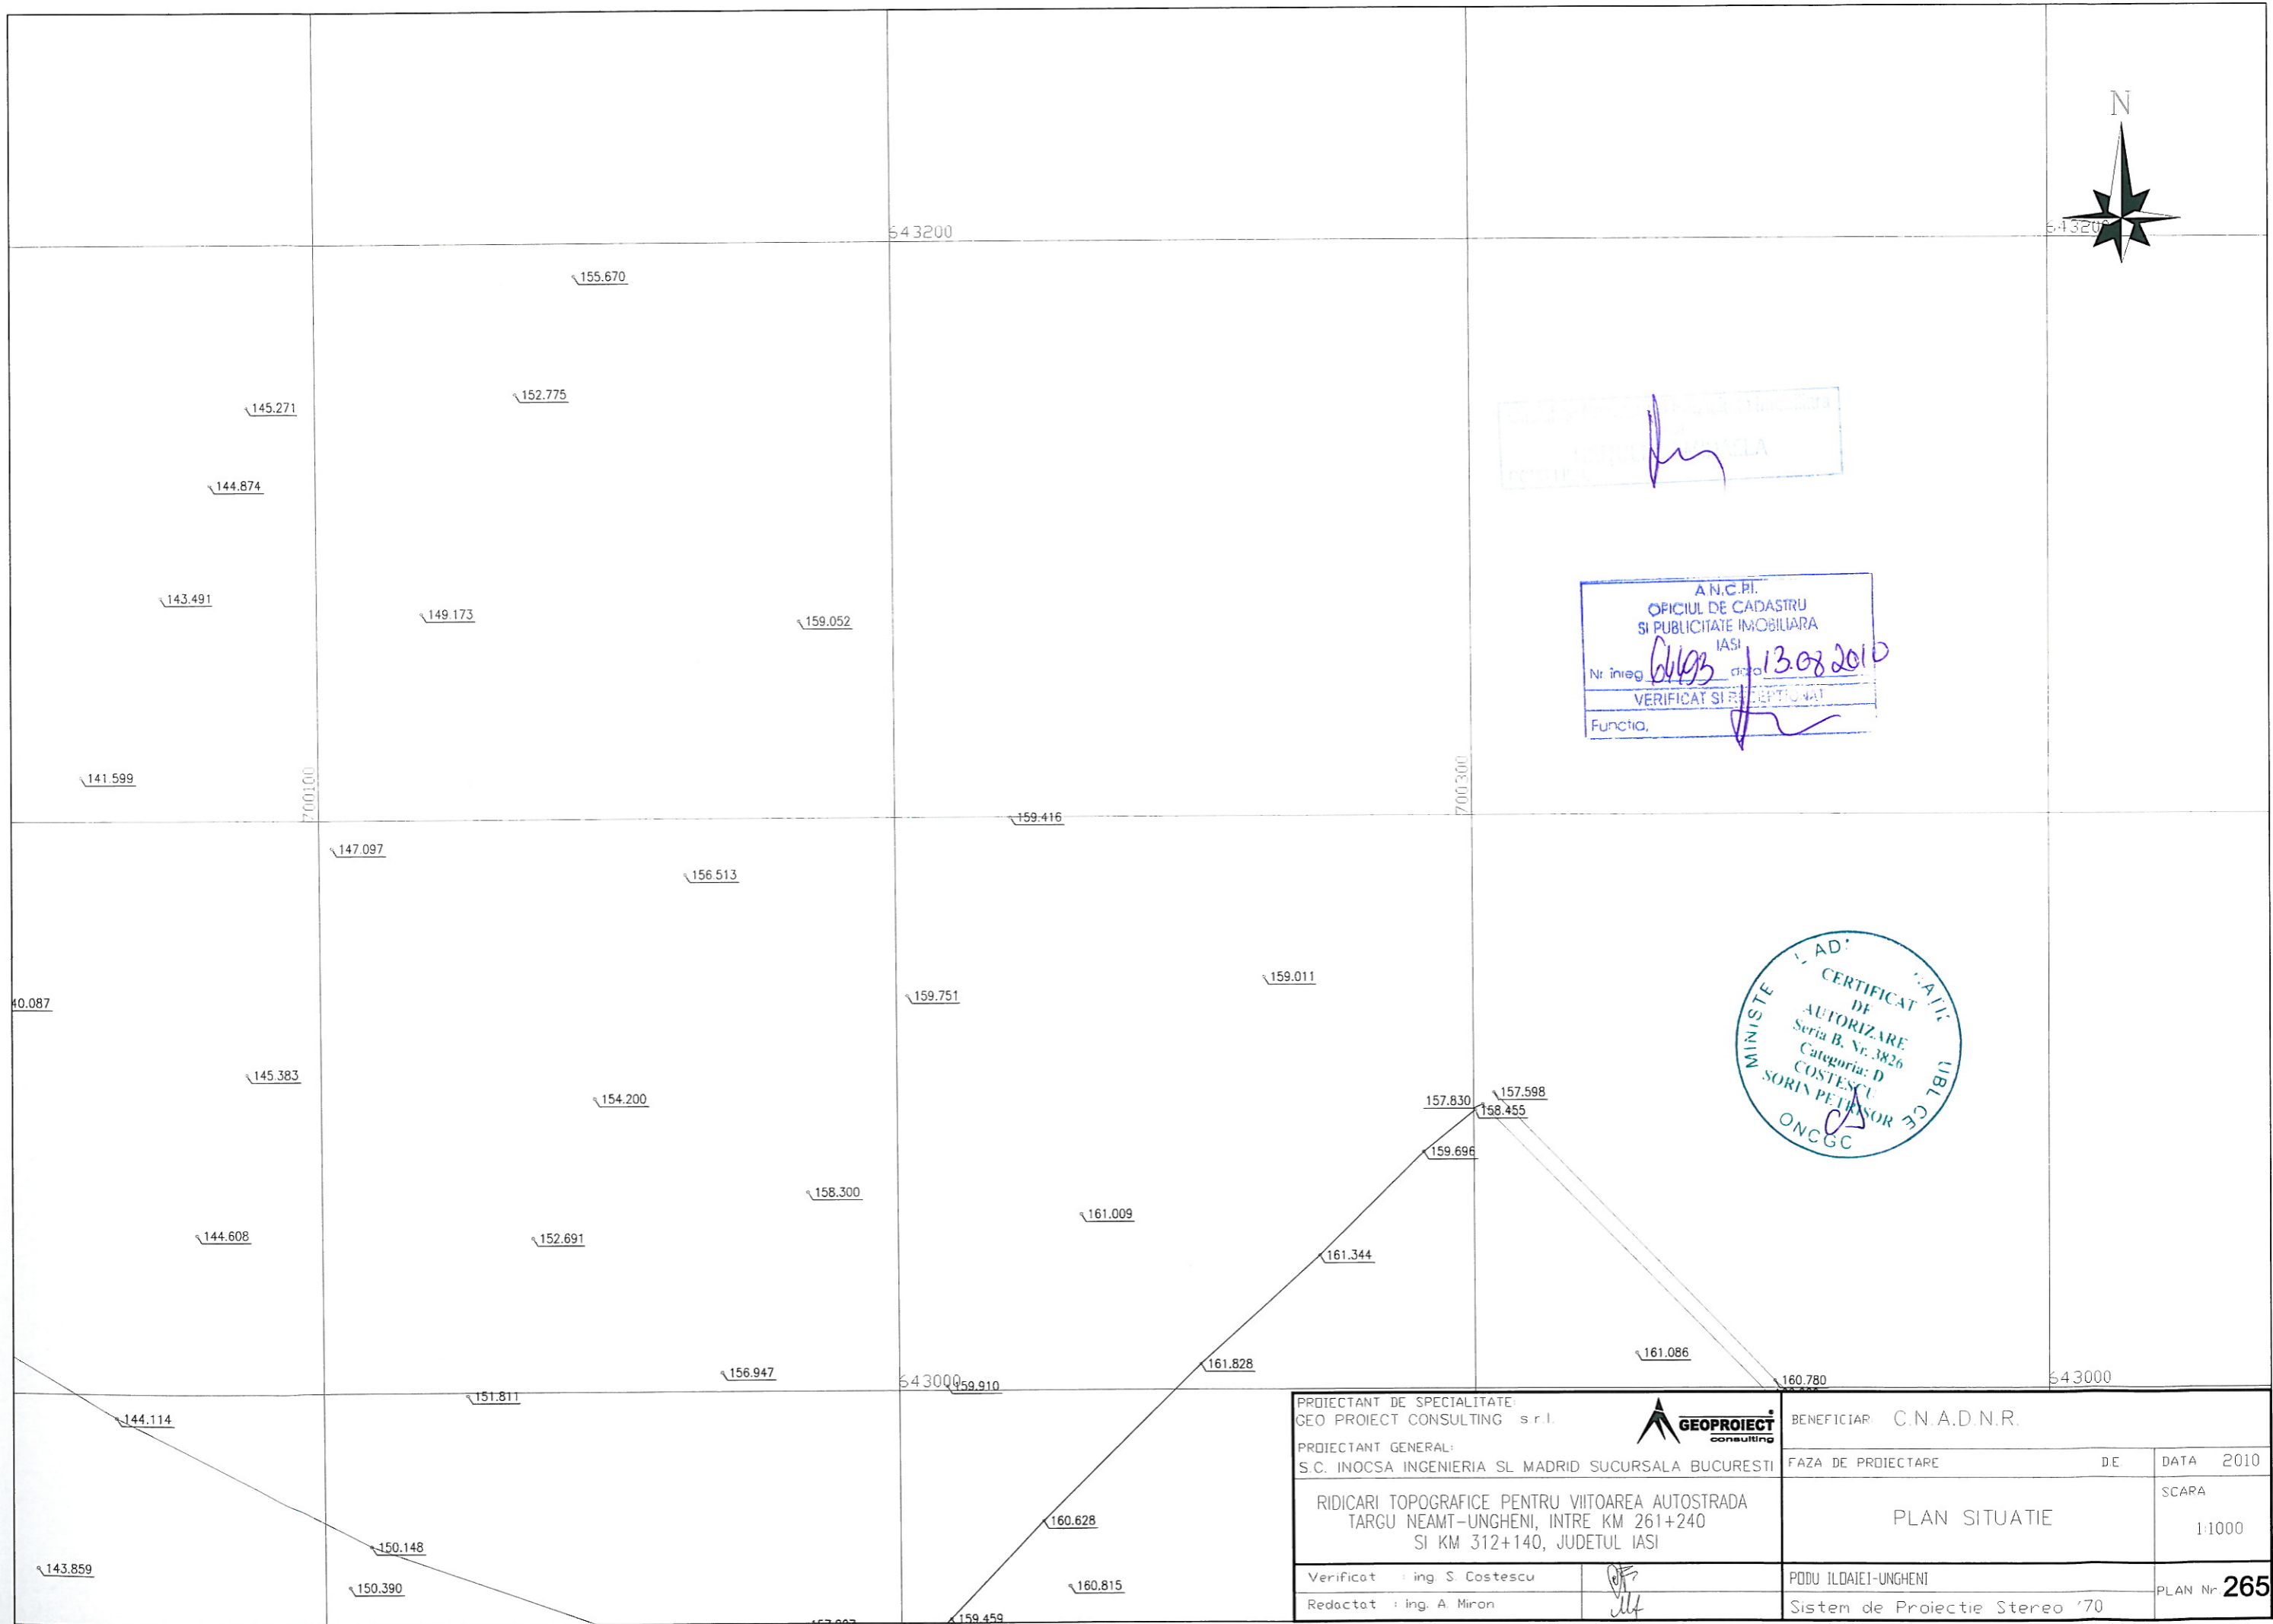 N
643200
643200
155.670
152.775
145.271
144.874
143.491
149.173
159.052
A.N.C.P.I.
OFICIUL DE CADASTRU
SI PUBLICITATE IMOBILIARA
IASI
Nr. inreg 64493 data 13.08.2010
VERIFICAT SI RECEPTIONAT
Functia,
141.599
700100
700300
159.416
147.097
156.513
159.011
159.751
40.087
CERTIFICAT
DE
AUTORIZARE
Seria B. Nr. 3826
Categoria: D
COSTESCU
SORIN PETRISOR
ONCGC
145.383
154.200
157.598
157.830
158.455
159.696
158.300
161.009
144.608
152.691
161.344
161.086
161.828
156.947
160.780
643000
159.910
643000
151.811
144.114
160.628
150.148
143.859
150.390
160.815
159.459
PROIECTANT DE SPECIALITATE:
GEO PROIECT CONSULTING s.r.l.
GEOPROIECT
consulting
PROIECTANT GENERAL:
S.C. INOCSA INGENIERIA SL MADRID SUCURSALA BUCURESTI
BENEFICIAR: C.N.A.D.N.R.
FAZA DE PROIECTARE D.E
DATA 2010
RIDICARI TOPOGRAFICE PENTRU VIITOAREA AUTOSTRADA
TARGU NEAMT-UNGHENI, INTRE KM 261+240
SI KM 312+140, JUDETUL IASI
PLAN SITUATIE
SCARA
1:1000
Verificat : ing. S. Costescu
Redactat : ing. A. Miron
PODU ILOAIEI-UNGHENI
Sistem de Proiectie Stereo '70
PLAN Nr 265